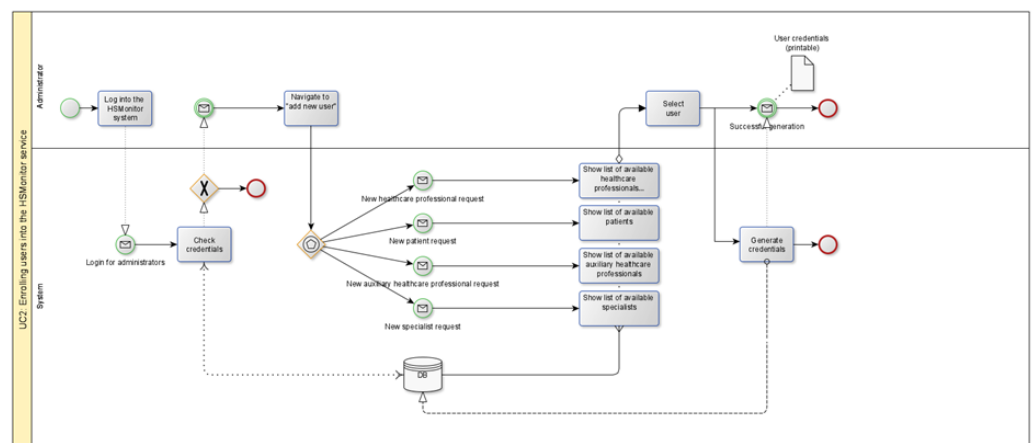 UC2: Enrolling users into the HSMonitor service
Administrator
Log into the
HSMonitor
system
Navigate to
"add new user"
Select
user
User credentials
(printable)
Successful generation
System
Login for administrators
Check
credentials
X
New healthcare professional request
New patient request
New auxiliary healthcare professional request
New specialist request
Show list of available
healthcare
professionals...
Show list of available
patients
Show list of available
auxiliary healthcare
professionals
Show list of available
specialists
Generate
credentials
DB